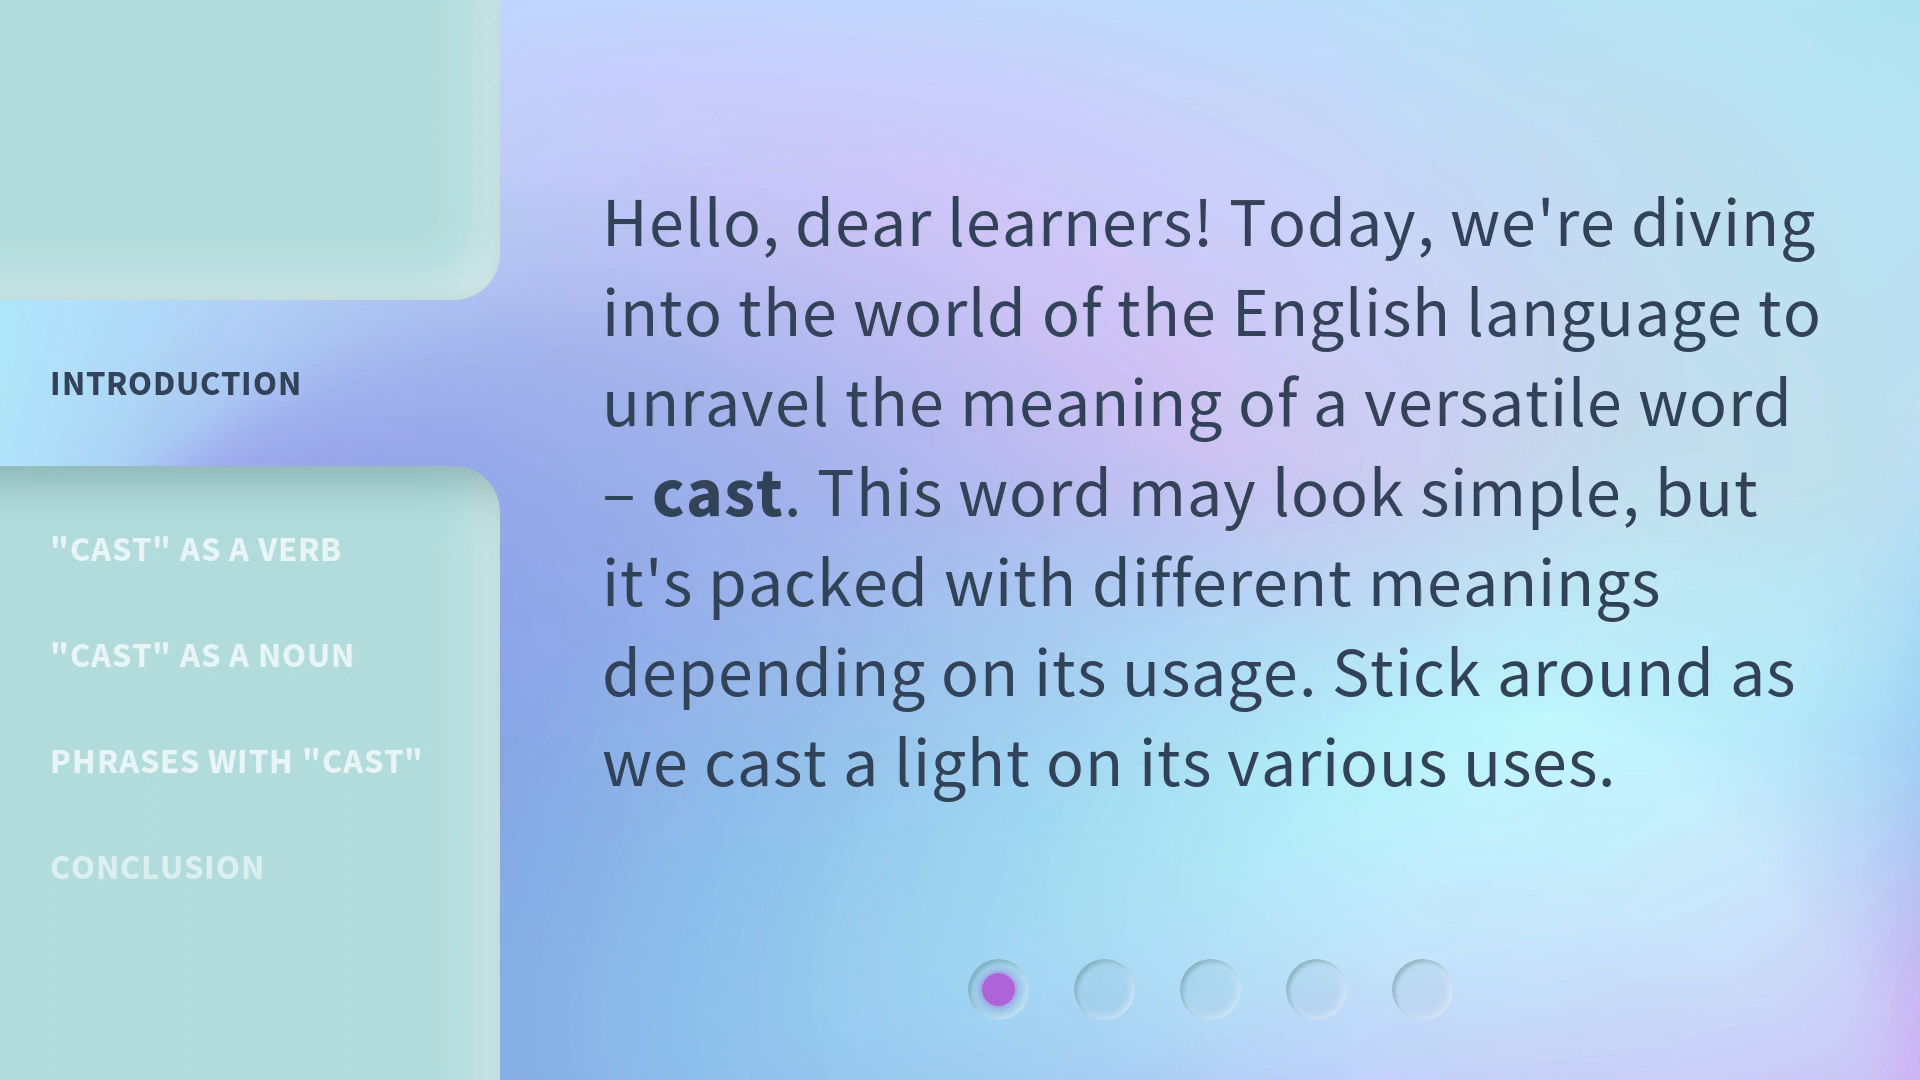 INTRODUCTION
"CAST" AS A VERB
"CAST" AS A NOUN
PHRASES WITH "CAST"
CONCLUSION
Hello, dear learners! Today, we're diving
into the world of the English language to
unravel the meaning of a versatile word
– cast. This word may look simple, but
it's packed with different meanings
depending on its usage. Stick around as
we cast a light on its various uses.